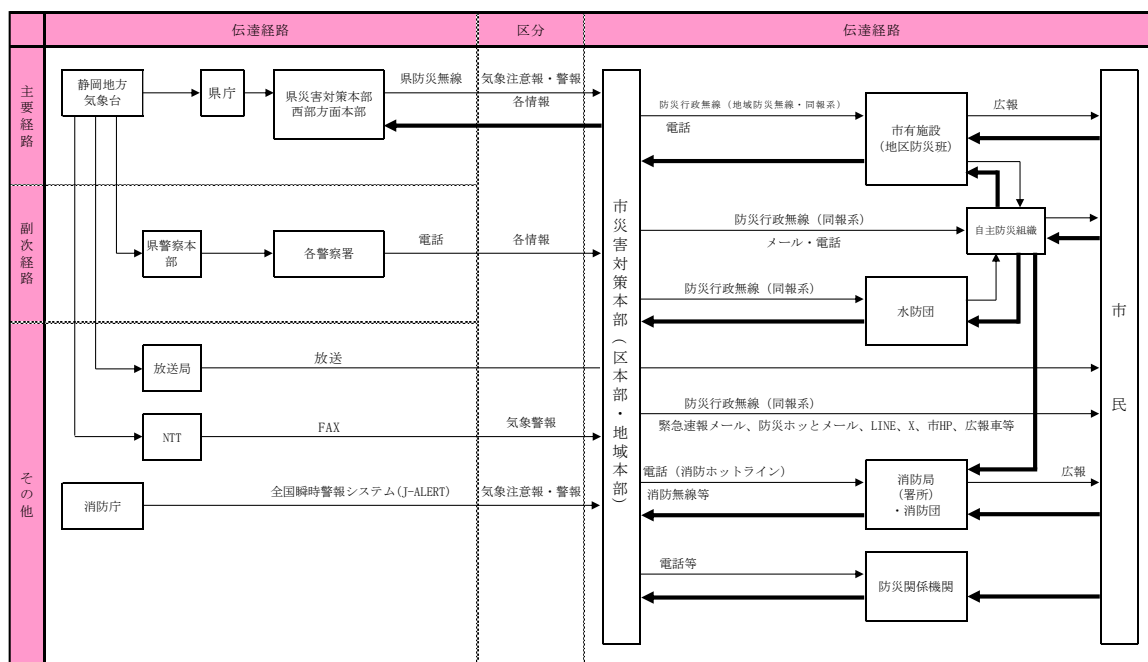 伝達経路
区分
伝達経路
主要経路
静岡地方
気象台
県庁
県災害対策本部
西部方面本部
県防災無線
気象注意報・警報
各情報
副次経路
県警察本
部
各警察署
電話
各情報
その他
放送局
放送
NTT
FAX
気象警報
消防庁
全国瞬時警報システム(J-ALERT)
気象注意報・警報
市災害対策本部(区本部・地域本部)
防災行政無線(地域防災無線・同報系)
電話
市有施設
(地区防災班)
広報
防災行政無線(同報系)
メール・電話
自主防災組織
防災行政無線(同報系)
水防団
防災行政無線(同報系)
緊急速報メール、防災ホッとメール、LINE、X、市HP、広報車等
電話(消防ホットライン)
消防無線等
消防局
(署所)
・消防団
広報
電話等
防災関係機関
市民